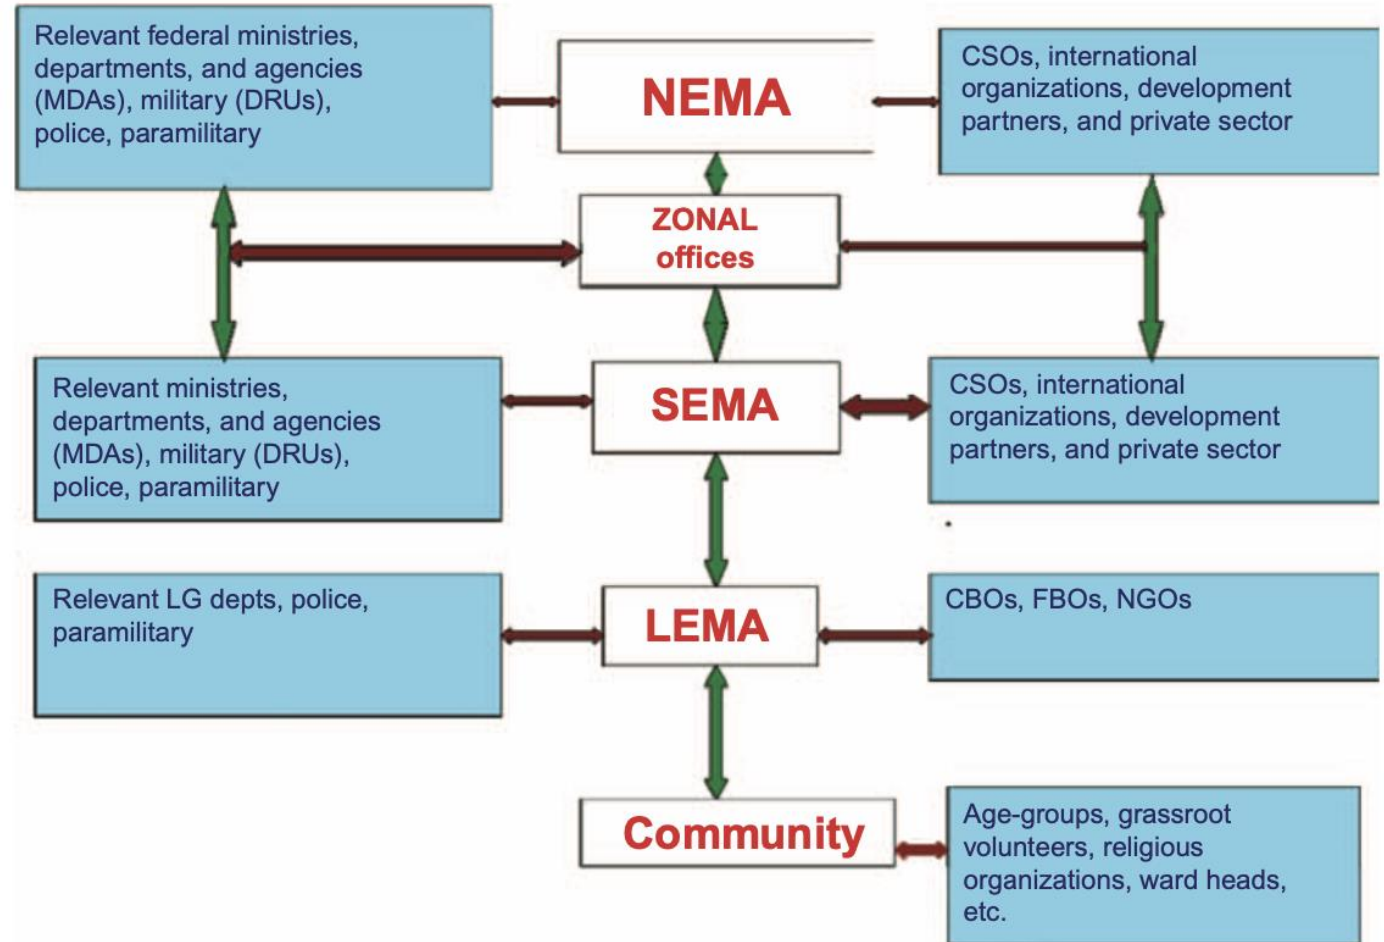 Relevant federal ministries,
departments, and agencies
(MDAs), military (DRUs),
police, paramilitary
NEMA
CSOs, international
organizations, development
partners, and private sector
ZONAL
offices
Relevant ministries,
departments, and agencies
(MDAs), military (DRUs),
police, paramilitary
SEMA
CSOs, international
organizations, development
partners, and private sector
Relevant LG depts, police,
paramilitary
LEMA
CBOs, FBOs, NGOs
Community
Age-groups, grassroot
volunteers, religious
organizations, ward heads,
etc.